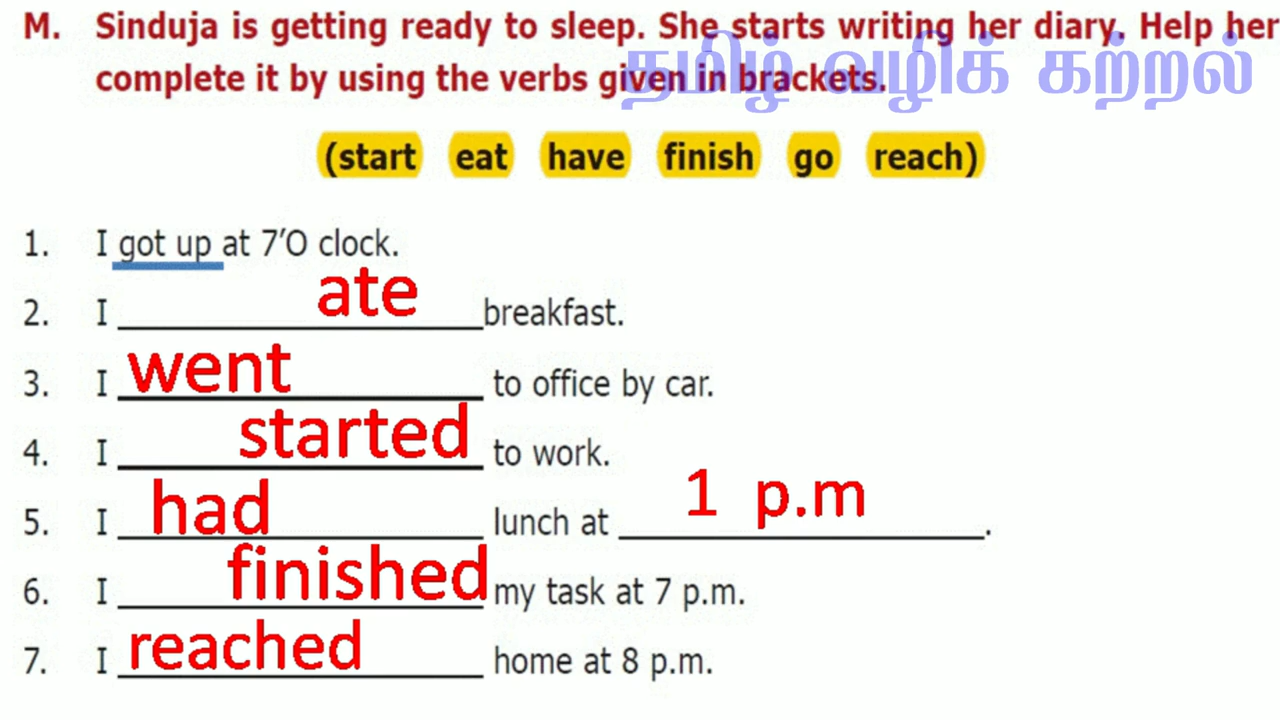 M. Sinduja is getting ready to sleep. She starts writing her diary. Help her
complete it by using the verbs given in brackets.
தமிழ் வழிக் கற்றல்
(start eat have finish go reach)
1. I got up at 7’O clock.
2. I ate breakfast.
3. I went to office by car.
4. I started to work.
5. I had lunch at 1 p.m.
6. I finished my task at 7 p.m.
7. I reached home at 8 p.m.